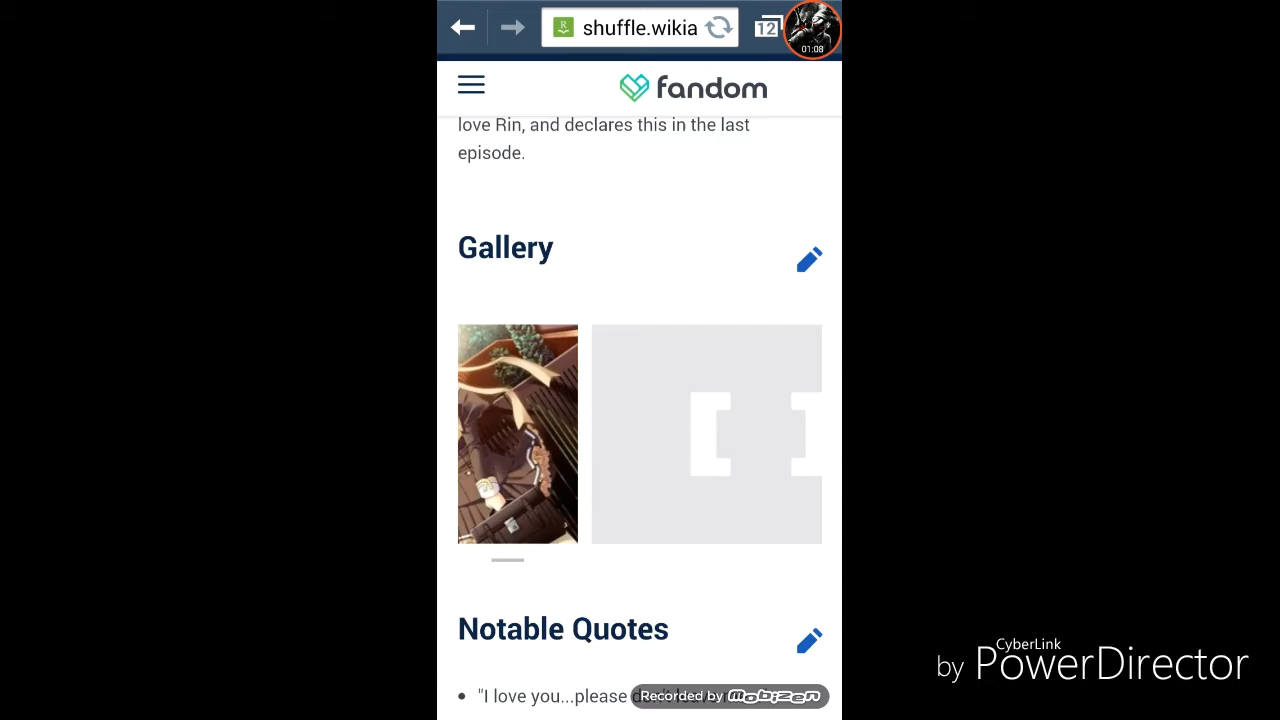 shuffle.wikia
12
01:08
fandom
love Rin, and declares this in the last
episode.
Gallery
Notable Quotes
• "I love you...please
Recorded by mobizen
CyberLink
by PowerDirector